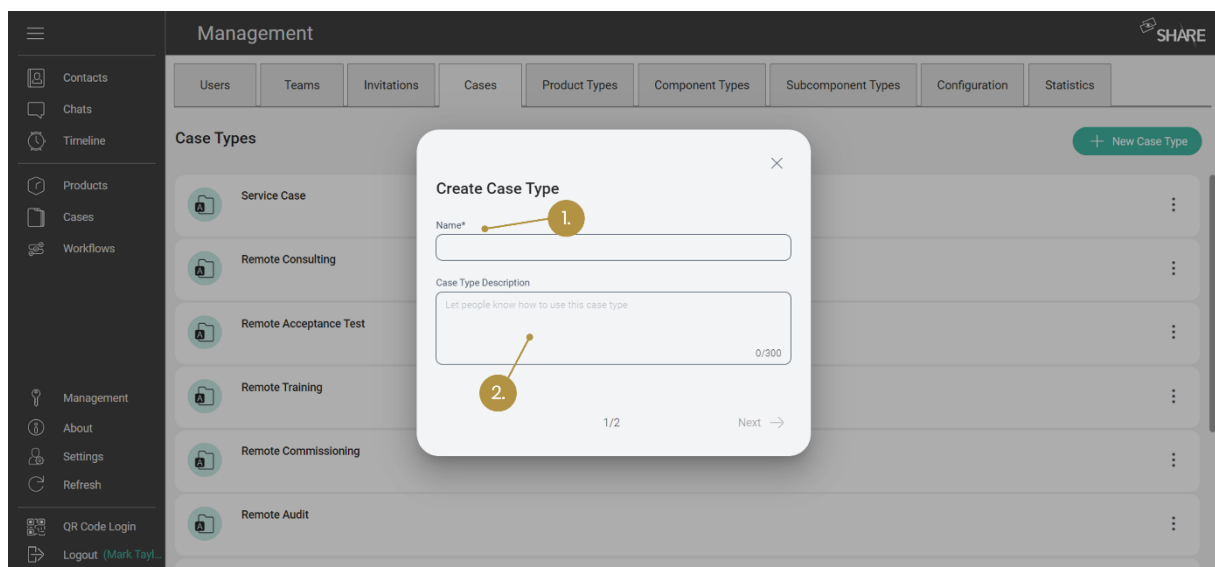 Management
SHARE
Contacts
Chats
Timeline
Products
Cases
Workflows
Management
About
Settings
Refresh
QR Code Login
Logout (Mark Tayl...
Users Teams Invitations Cases Product Types Component Types Subcomponent Types Configuration Statistics
Case Types
+ New Case Type
Service Case
Remote Consulting
Remote Acceptance Test
Remote Training
Remote Commissioning
Remote Audit
Create Case Type
Name*
1.
Case Type Description
Let people know how to use this case type
0/300
2.
1/2
Next →